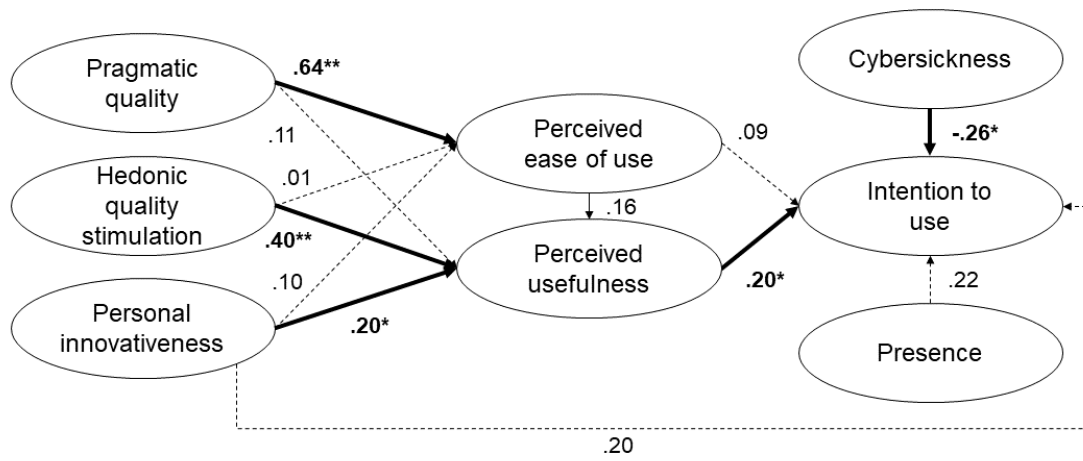 Pragmatic
quality
Hedonic
quality
stimulation
Personal
innovativeness
.64**
.11
.01
.40**
.10
.20*
Perceived
ease of use
.16
Perceived
usefulness
.09
.20*
Cybersickness
-.26*
Intention to
use
.22
Presence
.20